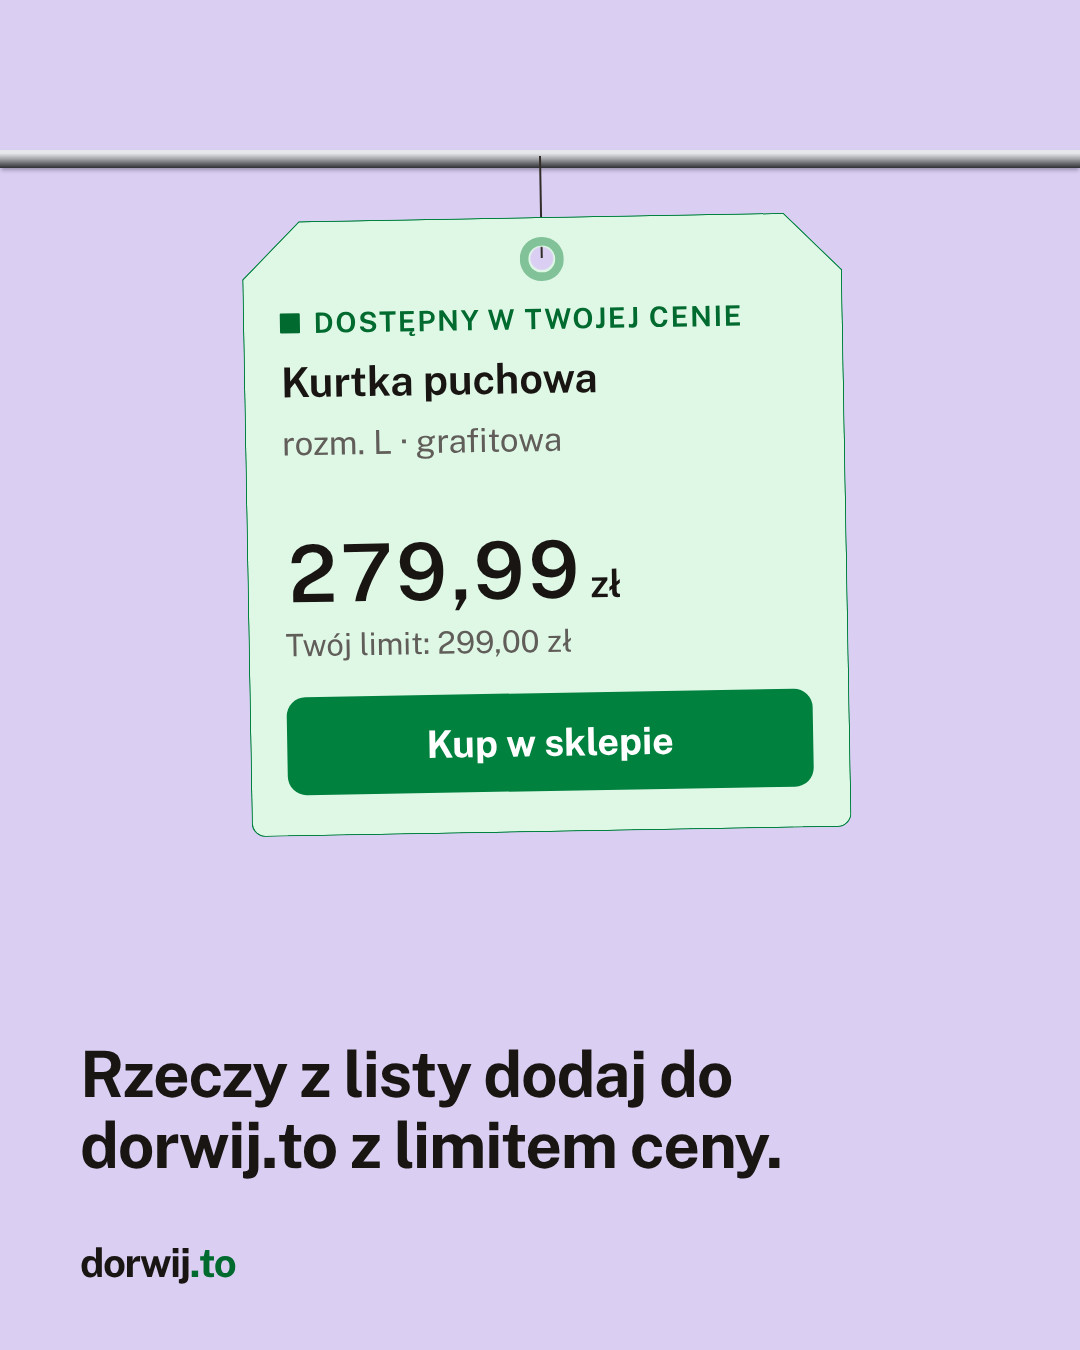 DOSTĘPNY W TWOJEJ CENIE
Kurtka puchowa
rozm. L · grafitowa
279,99 zł
Twój limit: 299,00 zł
Kup w sklepie
Rzeczy z listy dodaj do
dorwij.to z limitem ceny.
dorwij.to